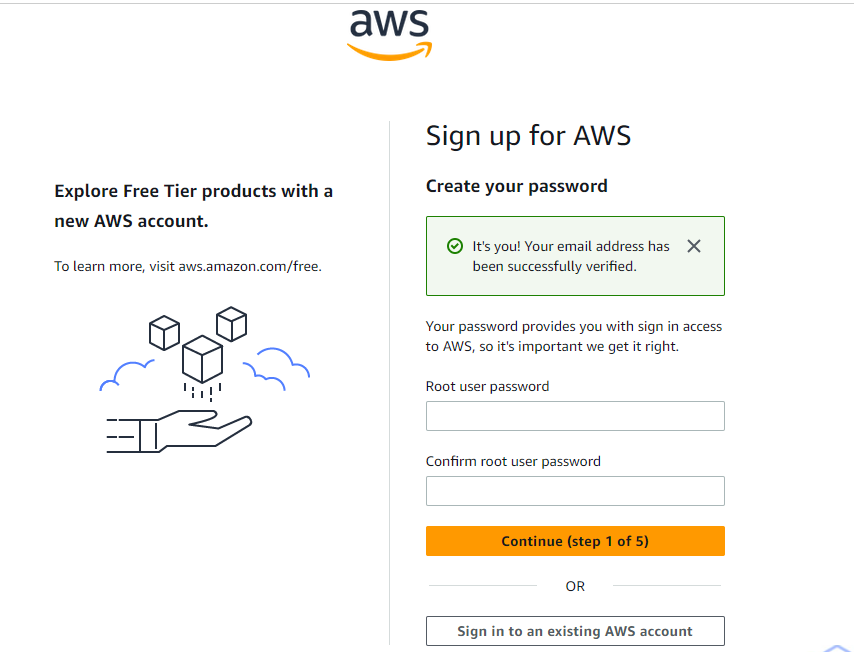 aws
Explore Free Tier products with a
new AWS account.
To learn more, visit aws.amazon.com/free.
Sign up for AWS
Create your password
It's you! Your email address has
been successfully verified.
Your password provides you with sign in access
to AWS, so it's important we get it right.
Root user password
Confirm root user password
Continue (step 1 of 5)
OR
Sign in to an existing AWS account